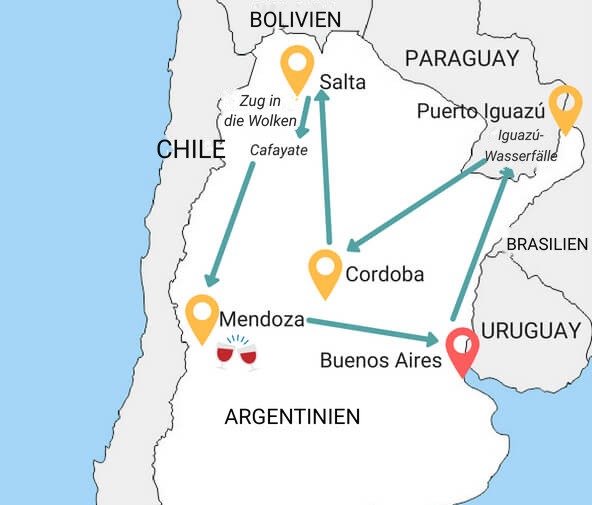 BOLIVIEN
PARAGUAY
Salta
Zug in
die Wolken
Puerto Iguazú
Iguazú-
Wasserfälle
CHILE
Cafayate
BRASILIEN
Cordoba
Mendoza
URUGUAY
Buenos Aires
ARGENTINIEN